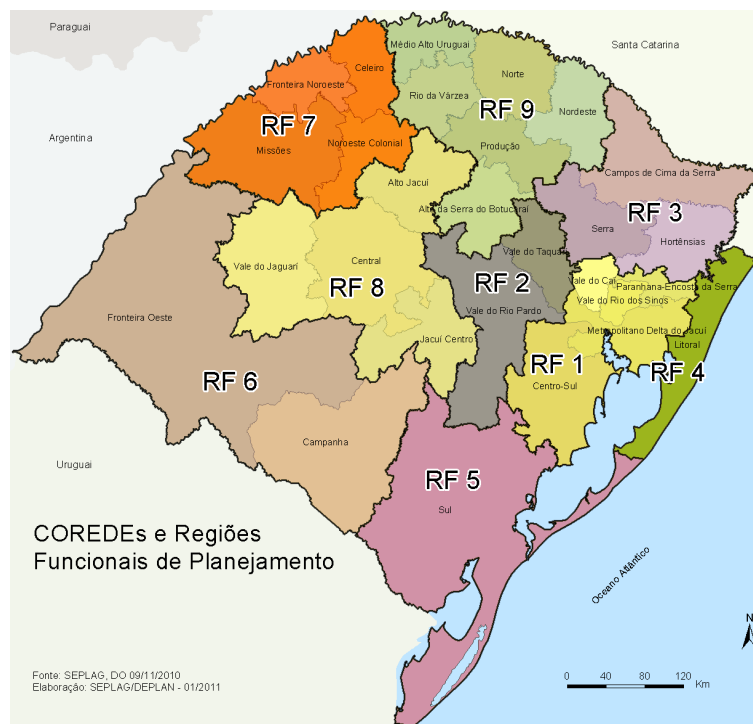 Paraguai
Santa Catarina
Médio Alto Uruguai
Norte
Celeiro
Fronteira Noroeste
Rio da Várzea
Nordeste
RF 9
Argentina
RF 7
Missões
Noroeste Colonial
Produção
Alto Jacuí
Campos de Cima da Serra
Alto da Serra do Botucaraí
RF 3
Serra
Hortênsias
Vale do Jaguarí
Central
Vale do Taquari
RF 8
RF 2
Vale do Caí
Paranhana-Encosta da Serra
Vale do Rio dos Sinos
Fronteira Oeste
Vale do Rio Pardo
Metropolitano Delta do Jacuí
Jacuí Centro
Litoral
RF 1
RF 4
Centro-Sul
RF 6
Campanha
Uruguai
RF 5
Sul
COREDEs e Regiões
Funcionais de Planejamento
Oceano Atlântico
N
Fonte: SEPLAG, DO 09/11/2010
Elaboração: SEPLAG/DEPLAN - 01/2011
0 20 40 80 120
Km